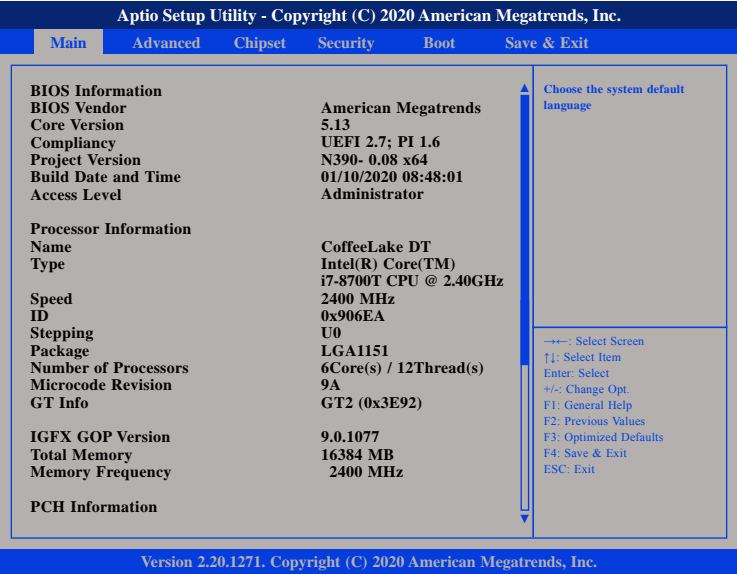 Aptio Setup Utility - Copyright (C) 2020 American Megatrends, Inc.
Main Advanced Chipset Security Boot Save & Exit
BIOS Information
BIOS Vendor American Megatrends
Core Version 5.13
Compliancy UEFI 2.7; PI 1.6
Project Version N390- 0.08 x64
Build Date and Time 01/10/2020 08:48:01
Access Level Administrator
Processor Information
Name CoffeeLake DT
Type Intel(R) Core(TM)
i7-8700T CPU @ 2.40GHz
Speed 2400 MHz
ID 0x906EA
Stepping U0
Package LGA1151
Number of Processors 6Core(s) / 12Thread(s)
Microcode Revision 9A
GT Info GT2 (0x3E92)
IGFX GOP Version 9.0.1077
Total Memory 16384 MB
Memory Frequency 2400 MHz
PCH Information
Choose the system default
language
→←: Select Screen
↑↓: Select Item
Enter: Select
+/-: Change Opt.
F1: General Help
F2: Previous Values
F3: Optimized Defaults
F4: Save & Exit
ESC: Exit
Version 2.20.1271. Copyright (C) 2020 American Megatrends, Inc.